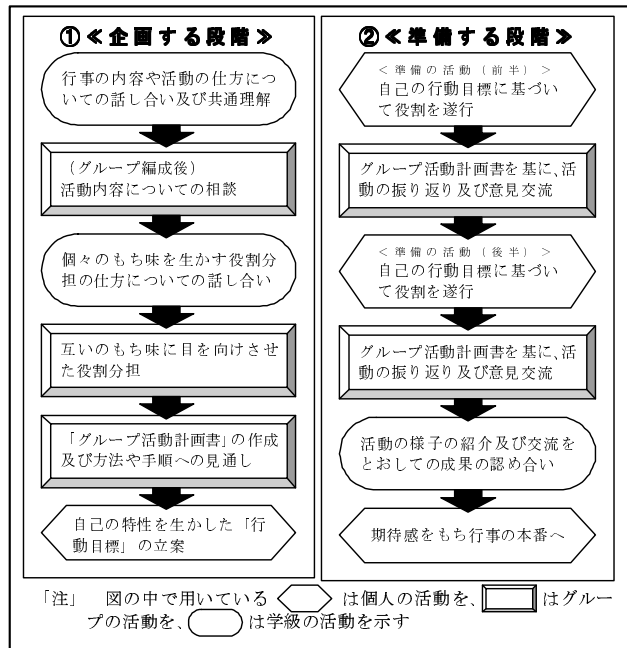 ①≪企画する段階≫
行事の内容や活動の仕方につ
いての話し合い及び共通理解
（グループ編成後）
活動内容についての相談
個々のもち味を生かす役割分
担の仕方についての話し合い
互いのもち味に目を向けさせ
た役割分担
「グループ活動計画書」の作成
及び方法や手順への見通し
自己の特性を生かした「行
動目標」の立案
②≪準備する段階≫
＜準備の活動（前半）＞
自己の行動目標に基づい
て役割を遂行
グループ活動計画書を基に、活
動の振り返り及び意見交流
＜準備の活動（後半）＞
自己の行動目標に基づい
て役割を遂行
グループ活動計画書を基に、活
動の振り返り及び意見交流
活動の様子の紹介及び交流を
とおしての成果の認め合い
期待感をもち行事の本番へ
「注」 図の中で用いている は個人の活動を、 はグルー
プの活動を、 は学級の活動を示す